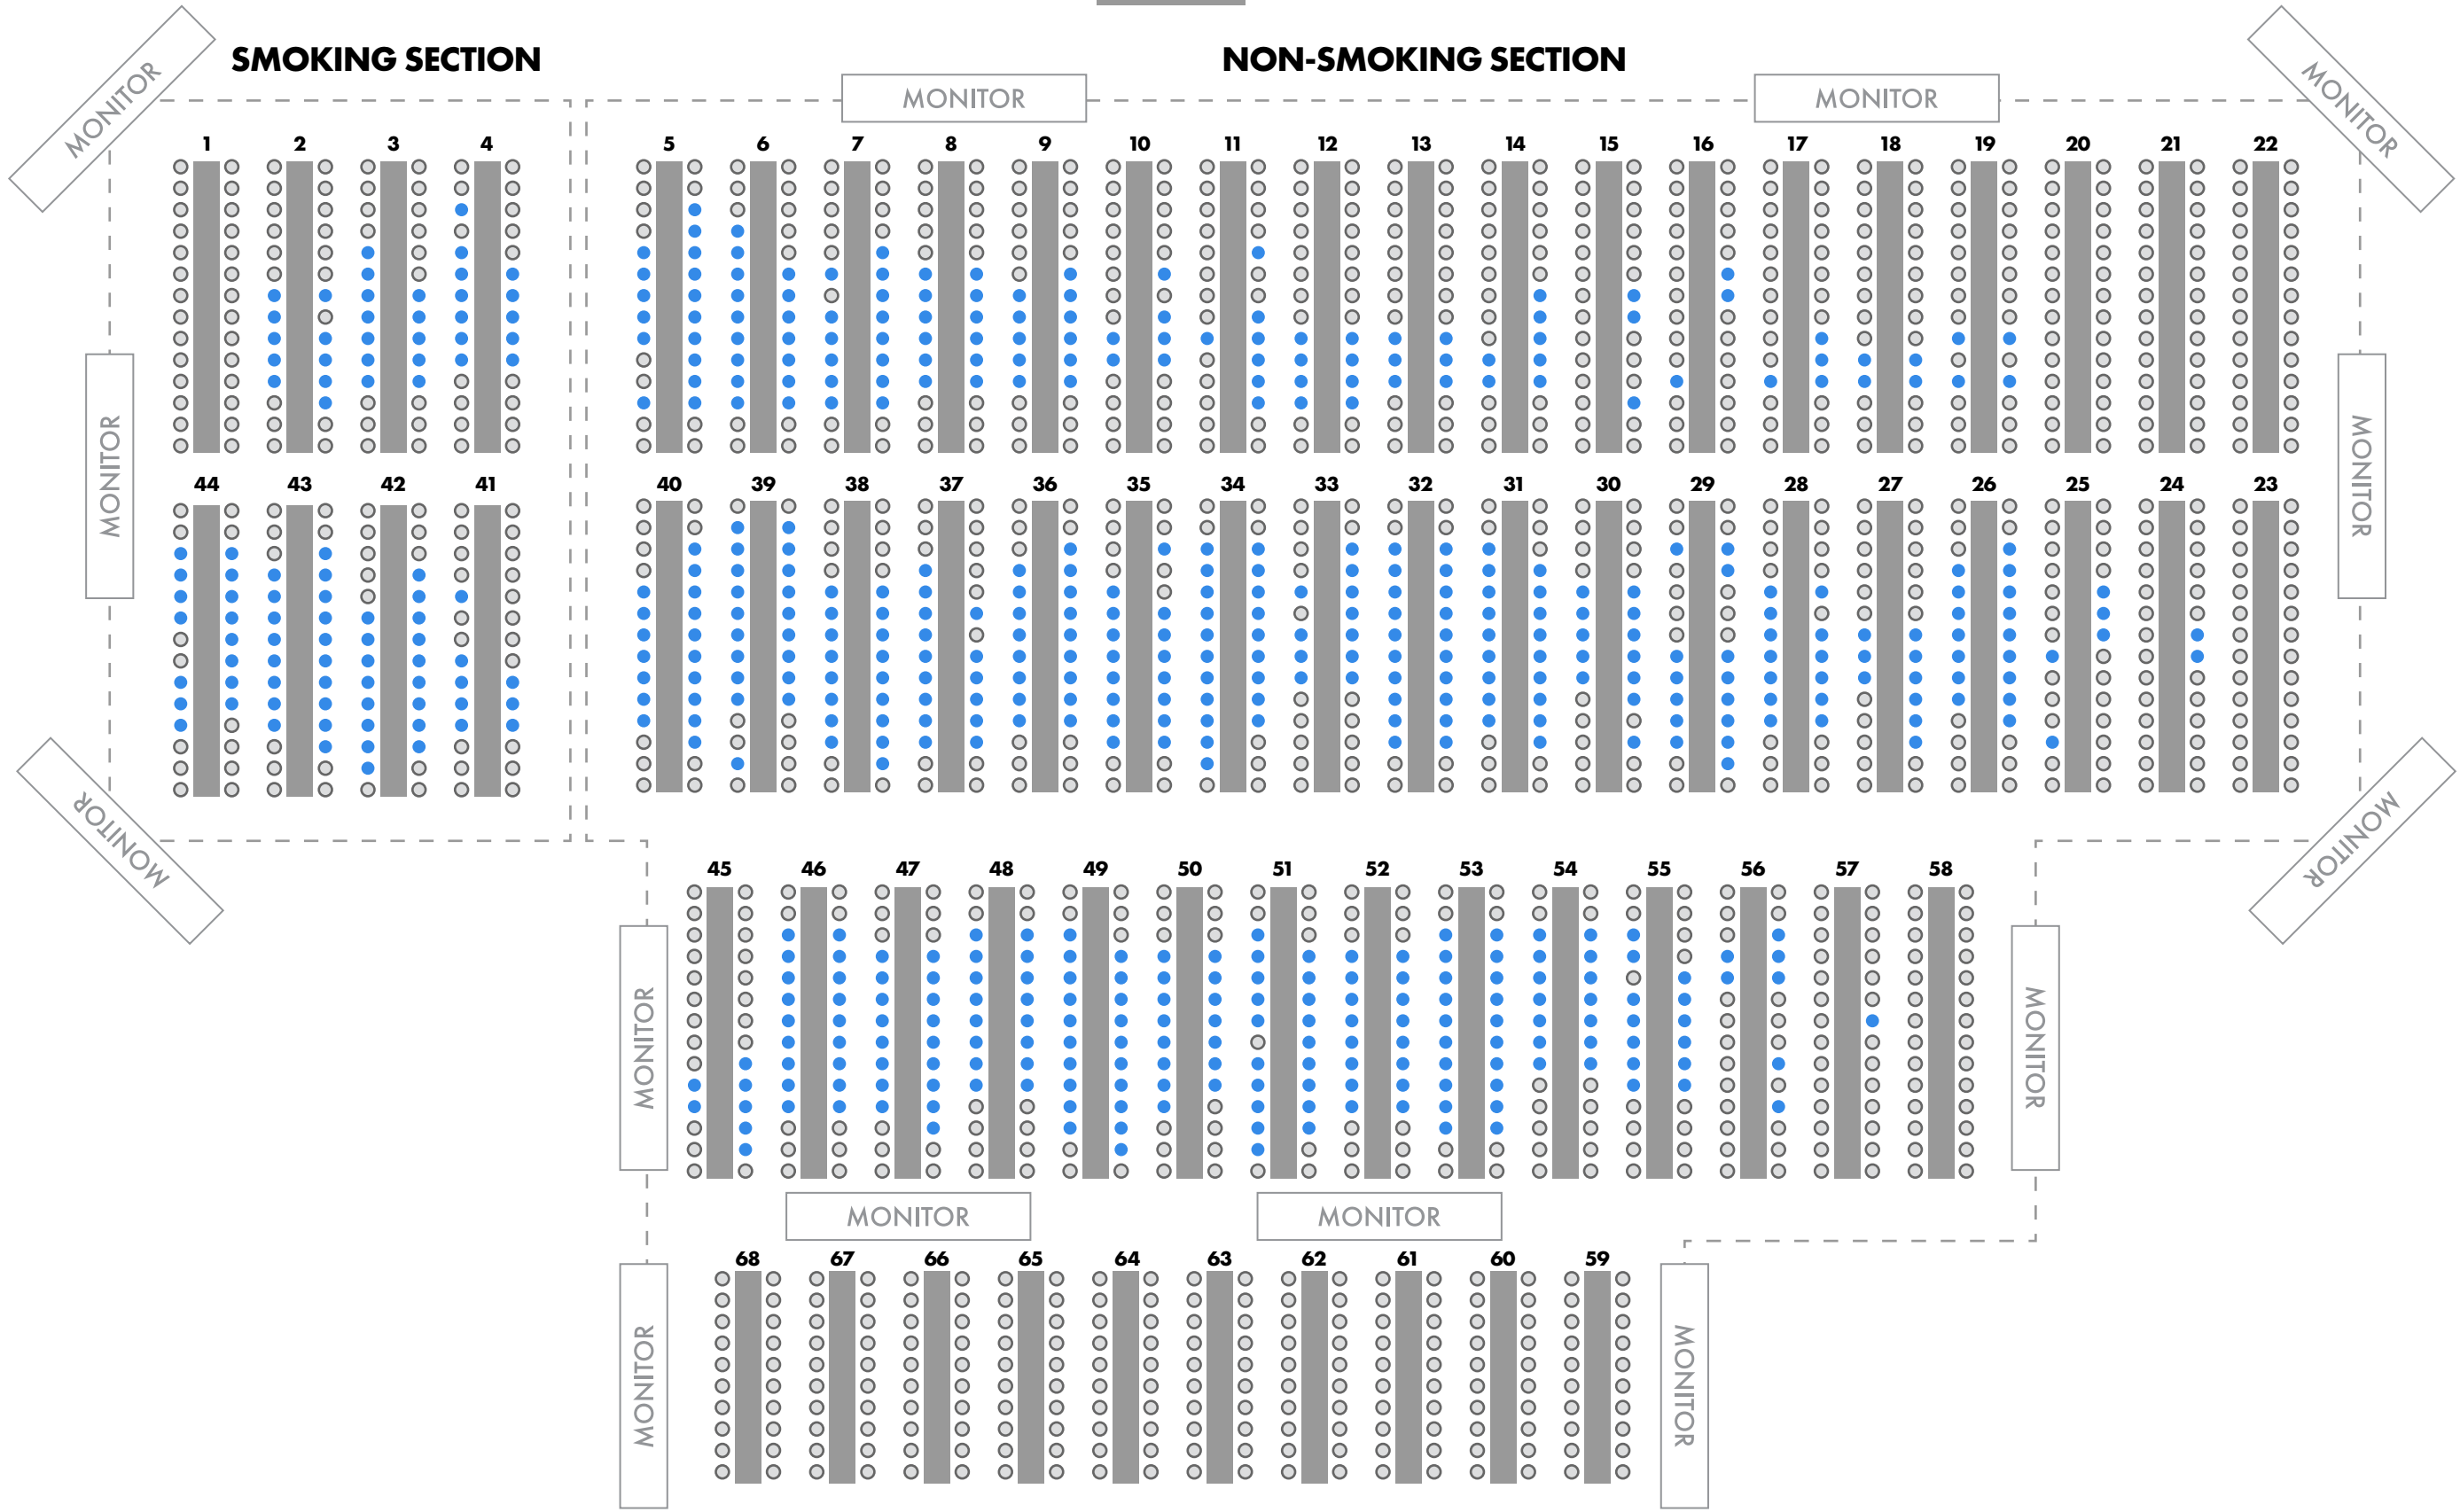 SMOKING SECTION
NON-SMOKING SECTION
MONITOR
MONITOR
MONITOR
MONITOR
1 2 3 4 5 6 7 8 9 10 11 12 13 14 15 16 17 18 19 20 21 22
MONITOR
MONITOR
44 43 42 41 40 39 38 37 36 35 34 33 32 31 30 29 28 27 26 25 24 23
MONITOR
MONITOR
45 46 47 48 49 50 51 52 53 54 55 56 57 58
MONITOR
MONITOR
MONITOR
MONITOR
68 67 66 65 64 63 62 61 60 59
MONITOR
MONITOR